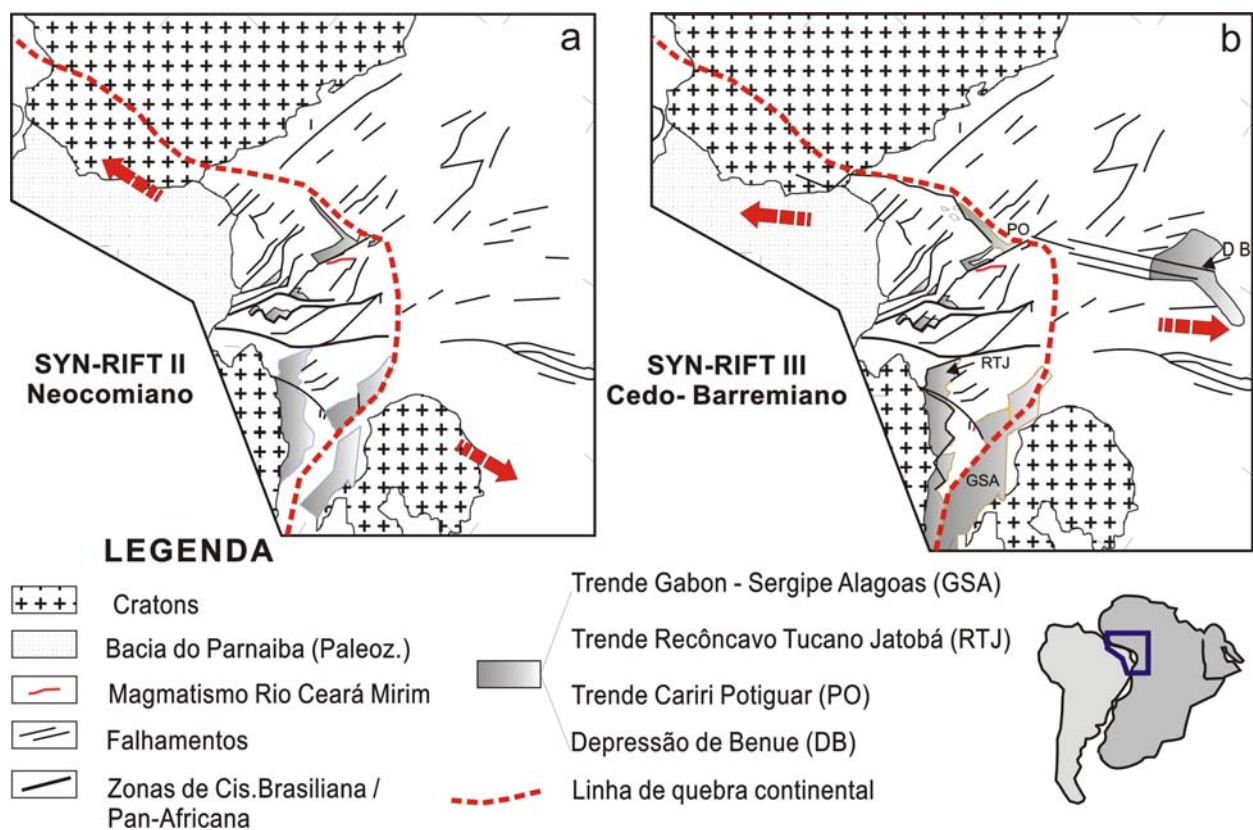 a
SYN-RIFT II
Neocomiano
b
PO
D B
SYN-RIFT III
Cedo- Barremiano
RTJ
GSA
LEGENDA
Cratons
Bacia do Parnaiba (Paleoz.)
Magmatismo Rio Ceará Mirim
Falhamentos
Zonas de Cis.Brasiliana /
Pan-Africana
Trende Gabon - Sergipe Alagoas (GSA)
Trende Recôncavo Tucano Jatobá (RTJ)
Trende Cariri Potiguar (PO)
Depressão de Benue (DB)
Linha de quebra continental